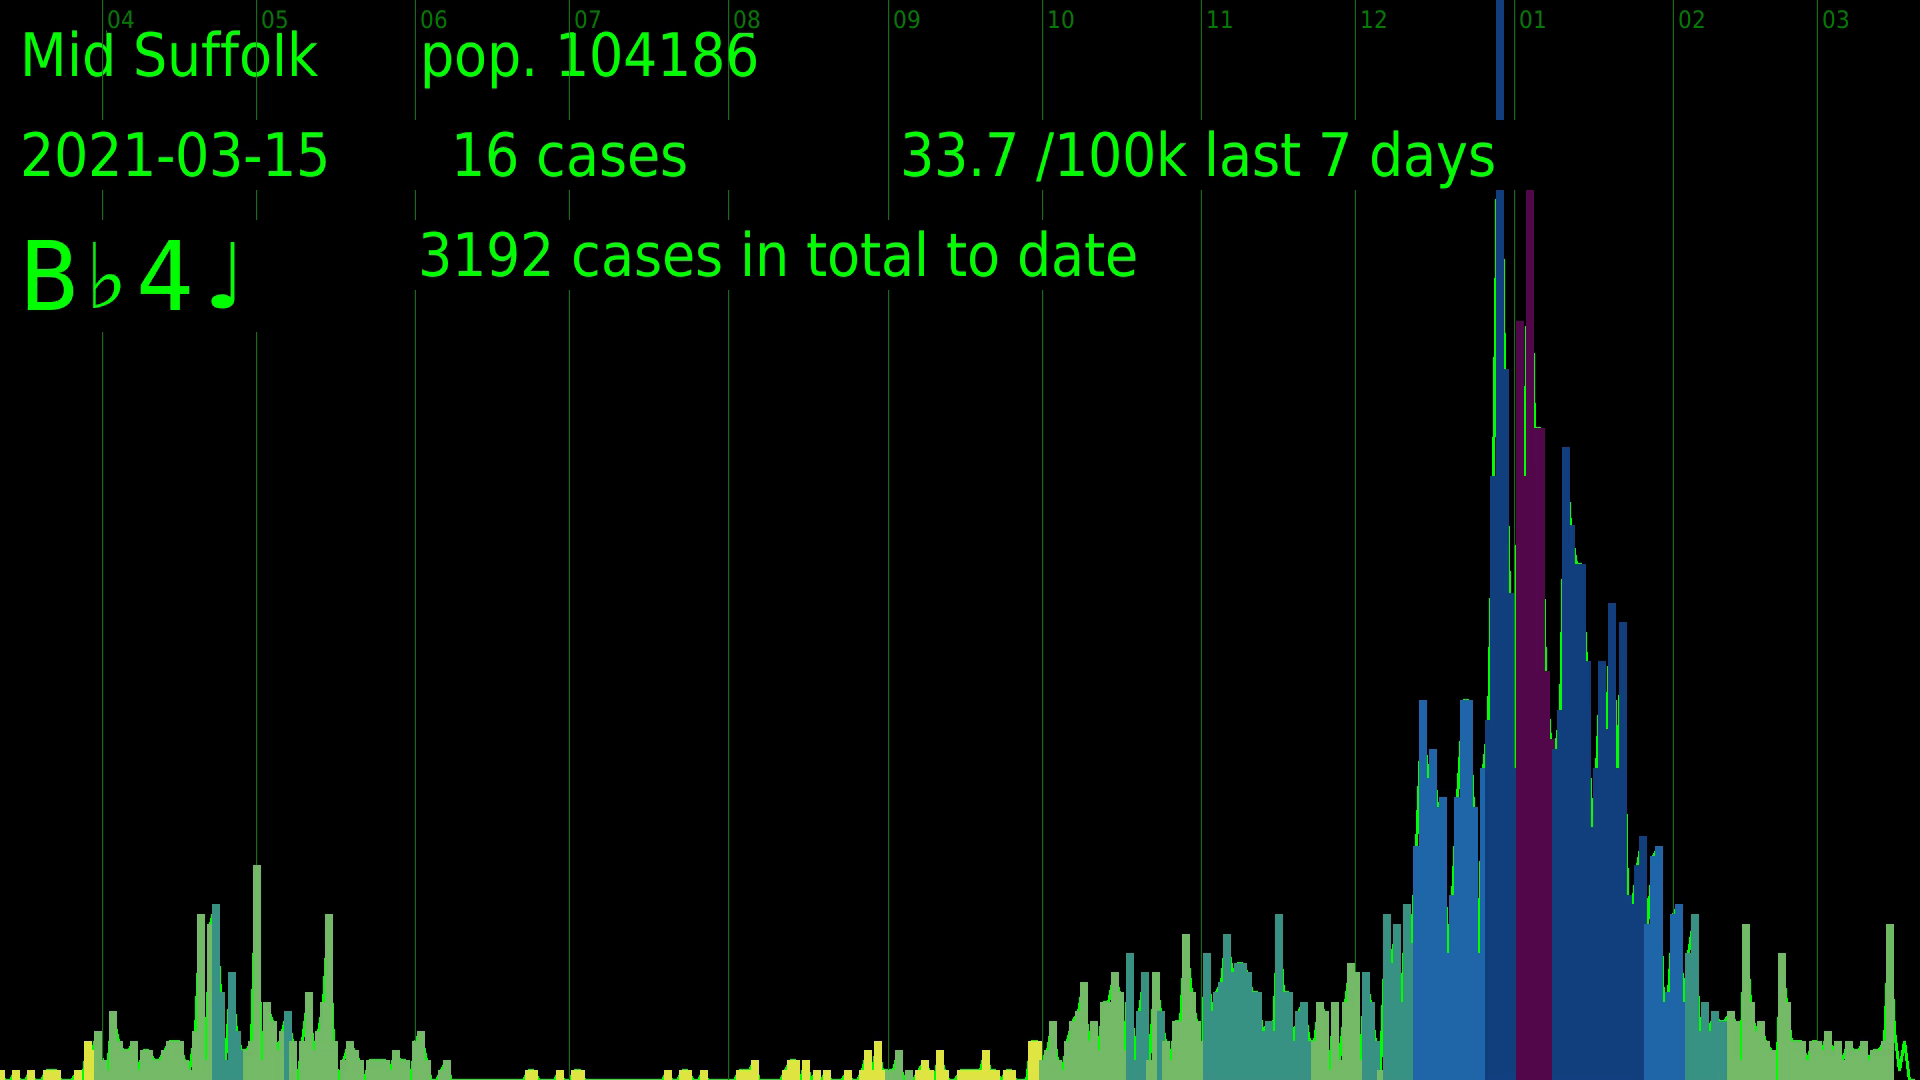 04 05 06 07 08 09 10 11 12 01 02 03
Mid Suffolk pop. 104186
2021-03-15 16 cases 33.7 /100k last 7 days
B♭4♩ 3192 cases in total to date